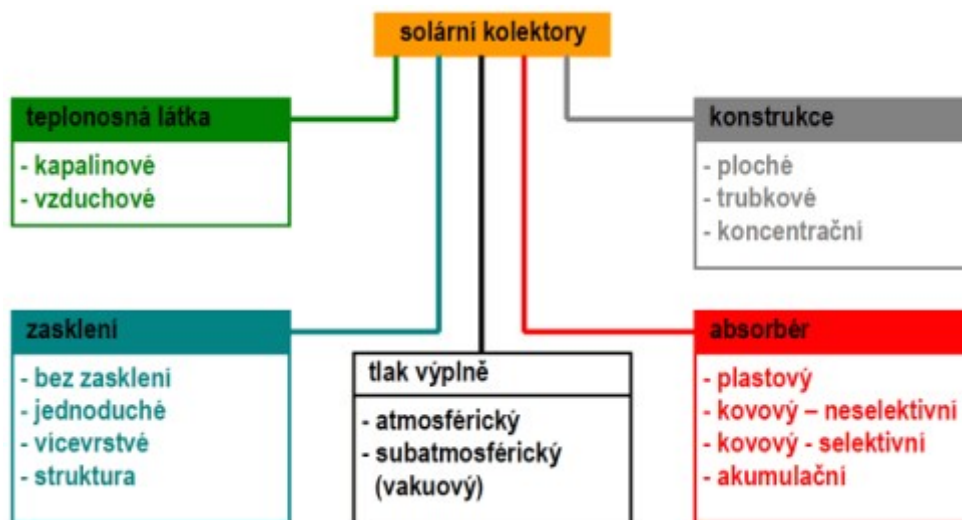 solární kolektory
teplonosná látka
- kapalinové
- vzduchové
konstrukce
- ploché
- trubkové
- koncentrační
zasklení
- bez zasklení
- jednoduché
- vícevrstvé
- struktura
tlak výplně
- atmosférický
- subatmosférický
(vakuový)
absorbér
- plastový
- kovový – neselektivní
- kovový - selektivní
- akumulační